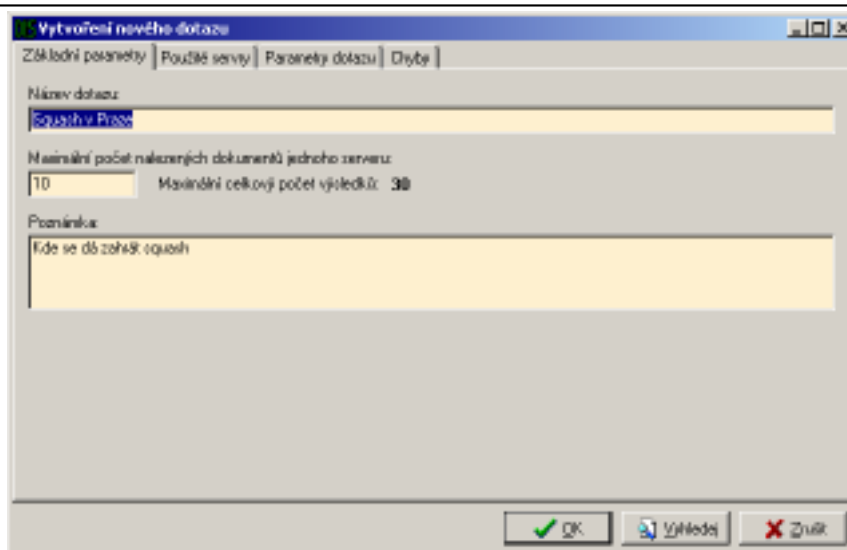 Vytvoření nového dotazu
Základní parametry Použité servry Parametry dotazu Chyby
Název dotazu:
Squash v Praze
Maximální počet nalezených dokumentů jednoho serveru:
10 Maximální celkový počet výsledků: 30
Poznámka:
Kde se dá zahrát squash
OK Vyhledej Zrušit